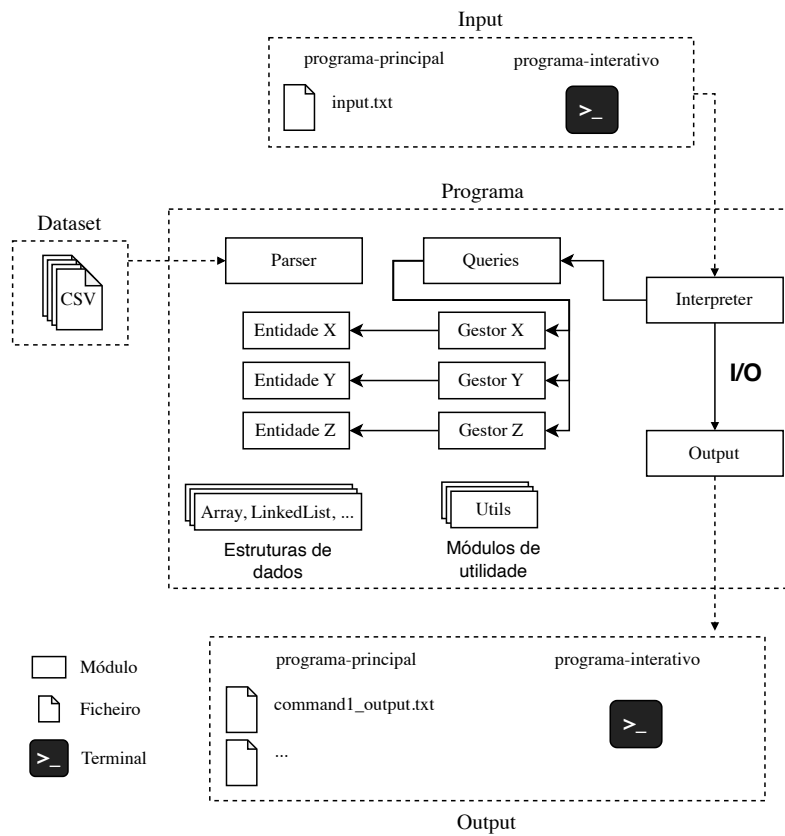 Input
programa-principal
programa-interativo
input.txt
>_
Programa
Dataset
CSV
Parser
Queries
Interpreter
Entidade X
Gestor X
Entidade Y
Gestor Y
I/O
Entidade Z
Gestor Z
Output
Array, LinkedList, ...
Utils
Estruturas de
dados
Módulos de
utilidade
programa-principal
programa-interativo
Módulo
command1_output.txt
>_
Ficheiro
...
>_
Terminal
Output